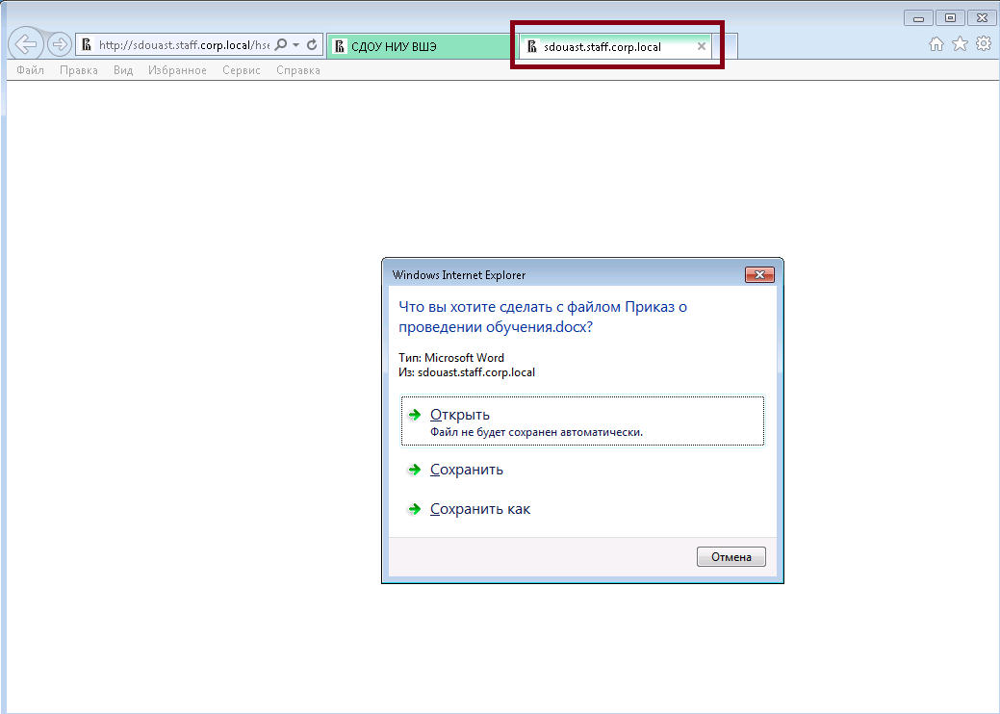 http://sdouast.staff.corp.local/hse
СДОУ НИУ ВШЭ
sdouast.staff.corp.local
Файл Правка Вид Избранное Сервис Справка
Windows Internet Explorer
Что вы хотите сделать с файлом Приказ о
проведении обучения.docx?
Тип: Microsoft Word
Из: sdouast.staff.corp.local
Открыть
Файл не будет сохранен автоматически.
Сохранить
Сохранить как
Отмена